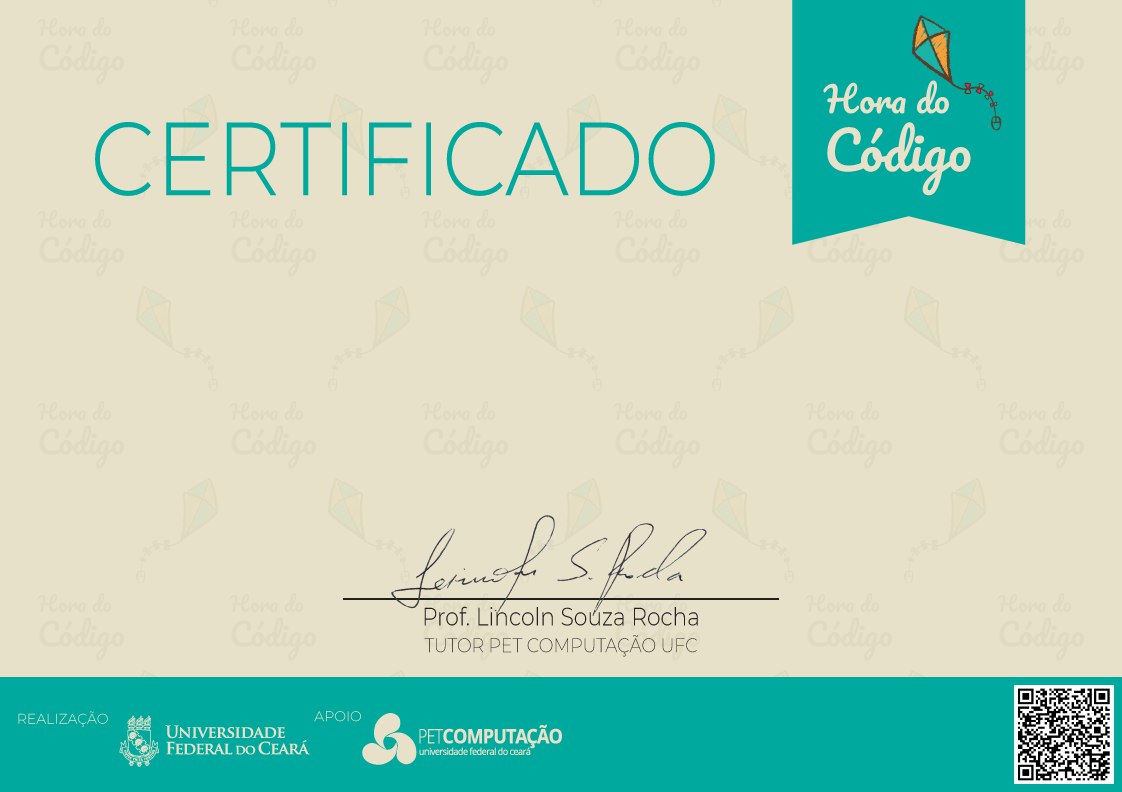 CERTIFICADO
Hora do
Código
Prof. Lincoln Souza Rocha
TUTOR PET COMPUTAÇÃO UFC
REALIZAÇÃO
UNIVERSIDADE
FEDERAL DO CEARÁ
APOIO
PETCOMPUTAÇÃO
universidade federal do ceará